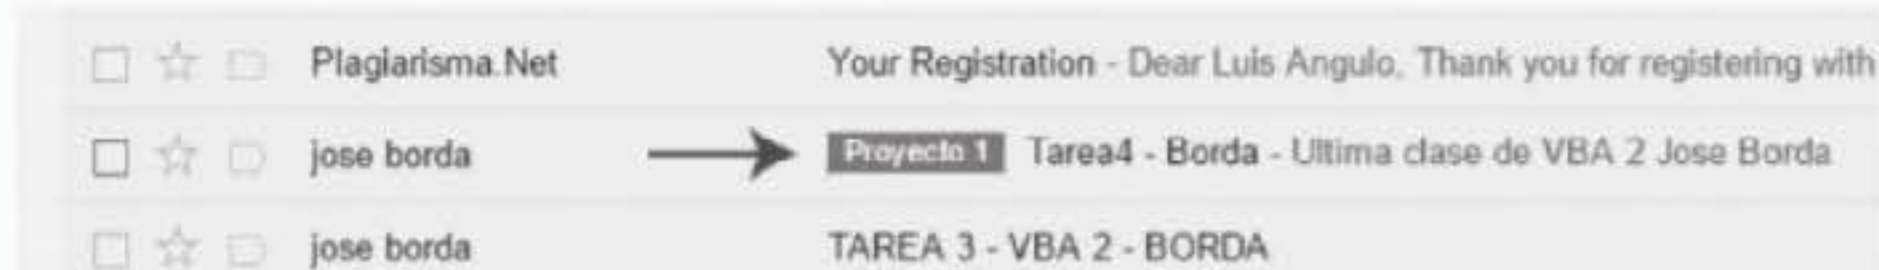 Plagiarisma.Net Your Registration - Dear Luis Angulo, Thank you for registering with
jose borda Proyecto 1 Tarea4 - Borda - Ultima clase de VBA 2 Jose Borda
jose borda TAREA 3 - VBA 2 - BORDA